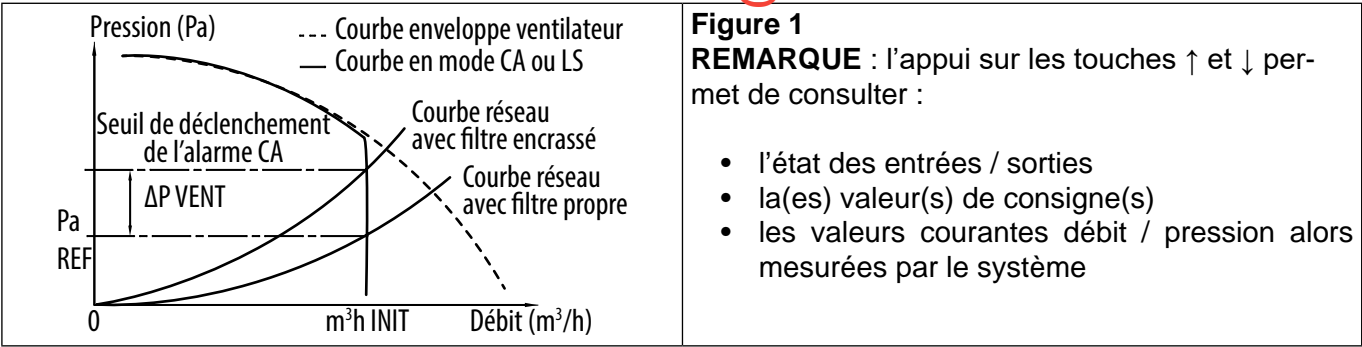 Pression (Pa)
--- Courbe enveloppe ventilateur
— Courbe en mode CA ou LS
Courbe réseau
avec filtre encrassé
Seuil de déclenchement
de l'alarme CA
Courbe réseau
avec filtre propre
ΔP VENT
Pa
REF
0
m³h INIT
Débit (m³/h)
Figure 1
REMARQUE : l'appui sur les touches ↑ et ↓ per-
met de consulter :
• l'état des entrées / sorties
• la(es) valeur(s) de consigne(s)
• les valeurs courantes débit / pression alors
mesurées par le système